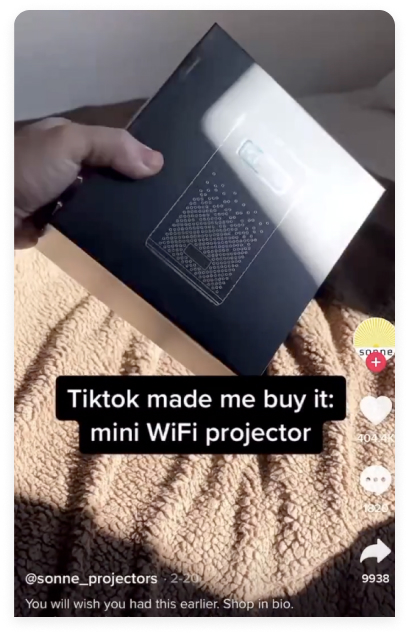 Tiktok made me buy it:
mini WiFi projector
sonne
404.4K
1820
9938
@sonne_projectors · 2-20
You will wish you had this earlier. Shop in bio.